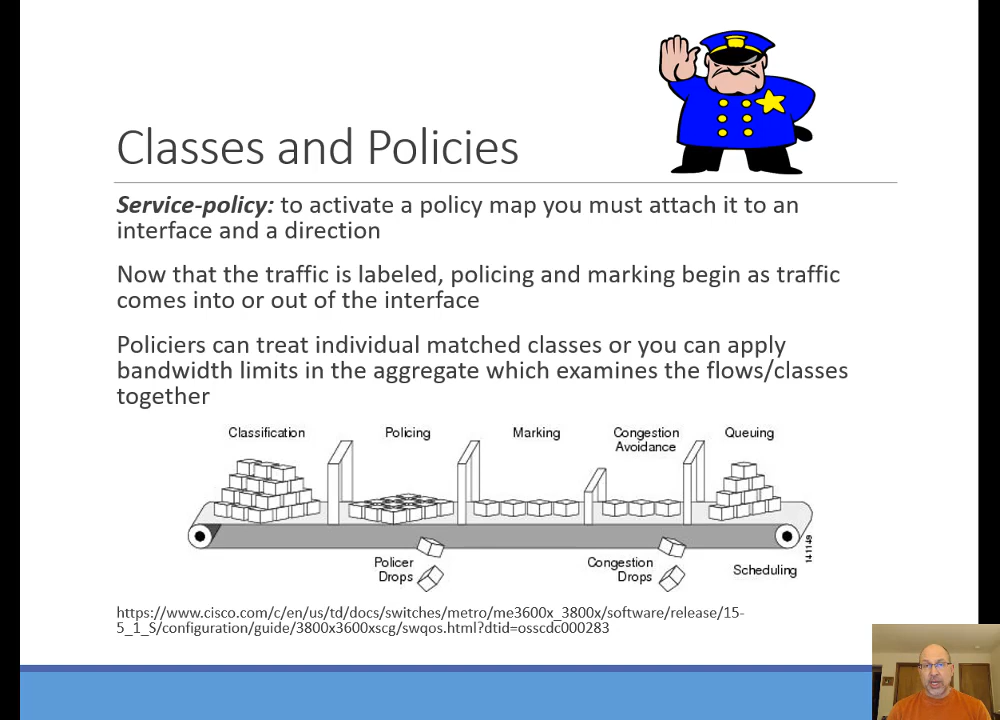 Classes and Policies
Service-policy: to activate a policy map you must attach it to an
interface and a direction
Now that the traffic is labeled, policing and marking begin as traffic
comes into or out of the interface
Policiers can treat individual matched classes or you can apply
bandwidth limits in the aggregate which examines the flows/classes
together
Classification
Policing
Marking
Congestion
Avoidance
Queuing
Policer
Drops
Congestion
Drops
Scheduling
141149
https://www.cisco.com/c/en/us/td/docs/switches/metro/me3600x_3800x/software/release/15-
5_1_S/configuration/guide/3800x3600xscg/swqos.html?dtid=osscdc000283